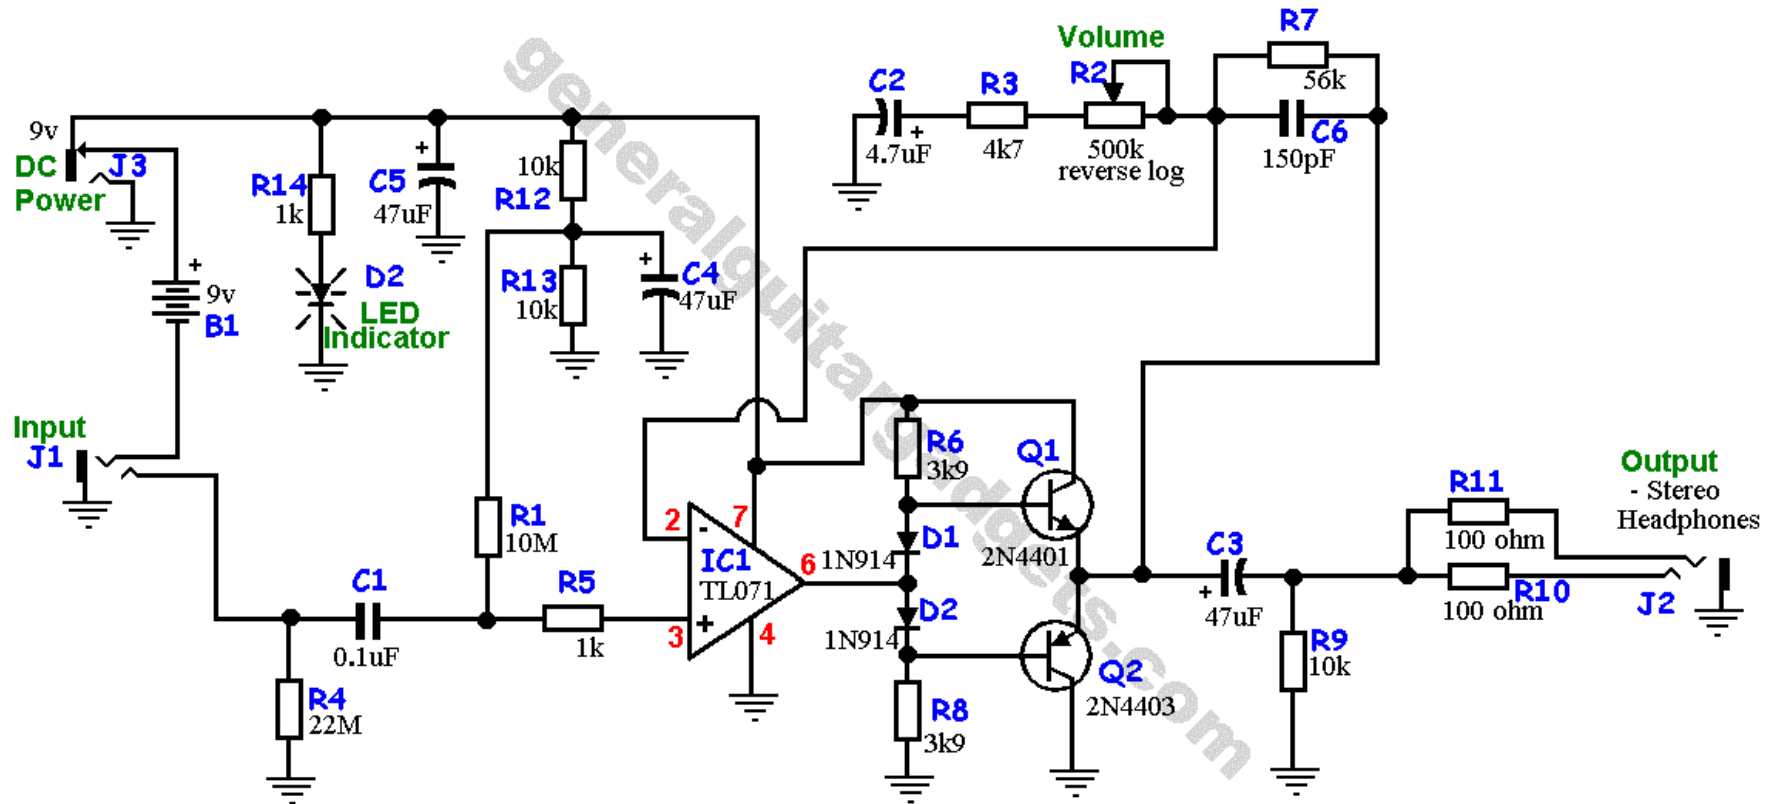 generalguitargadgets.com
9v
DC
Power
J3
R14
1k
+
C5
47uF
10k
R12
R13
10k
+
C4
47uF
D2
LED
Indicator
+
9v
B1
Input
J1
C2
+
4.7uF
R3
4k7
Volume
R2
500k
reverse log
R7
56k
C6
150pF
R1
10M
C1
0.1uF
R4
22M
R5
1k
2
-
7
IC1
TL071
6
3
+
4
R6
3k9
D1
1N914
D2
1N914
R8
3k9
Q1
2N4401
Q2
2N4403
C3
+
47uF
R9
10k
R11
100 ohm
R10
100 ohm
Output
- Stereo
Headphones
J2